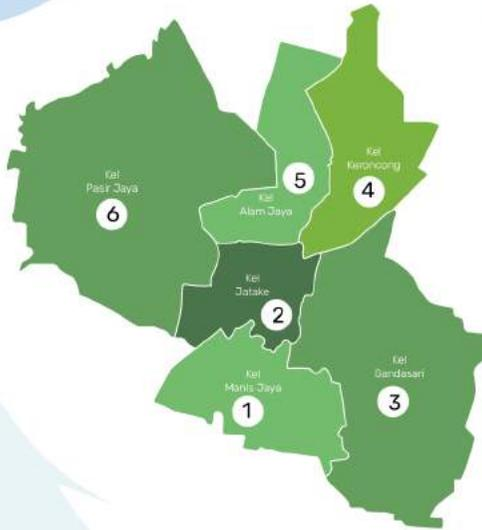 Kel
Keroncong
4
5
Kel
Alam Jaya
Kel
Pasir Jaya
6
Kel
Jatake
2
Kel
Manis Jaya
1
Kel
Gandasari
3